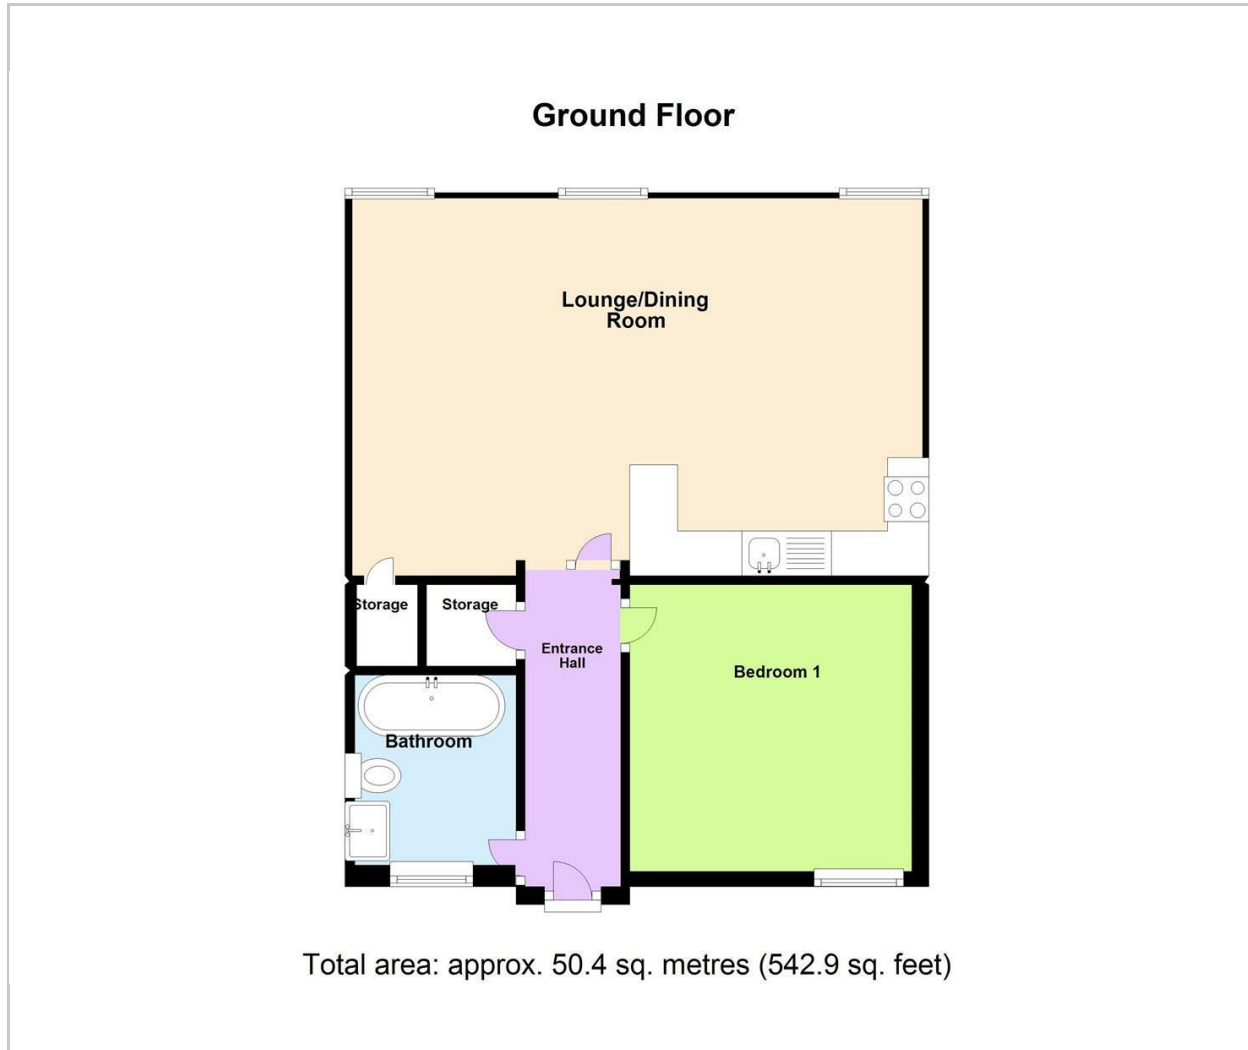 Ground Floor
Lounge/Dining
Room
Storage
Storage
Entrance
Hall
Bedroom 1
Bathroom
Total area: approx. 50.4 sq. metres (542.9 sq. feet)